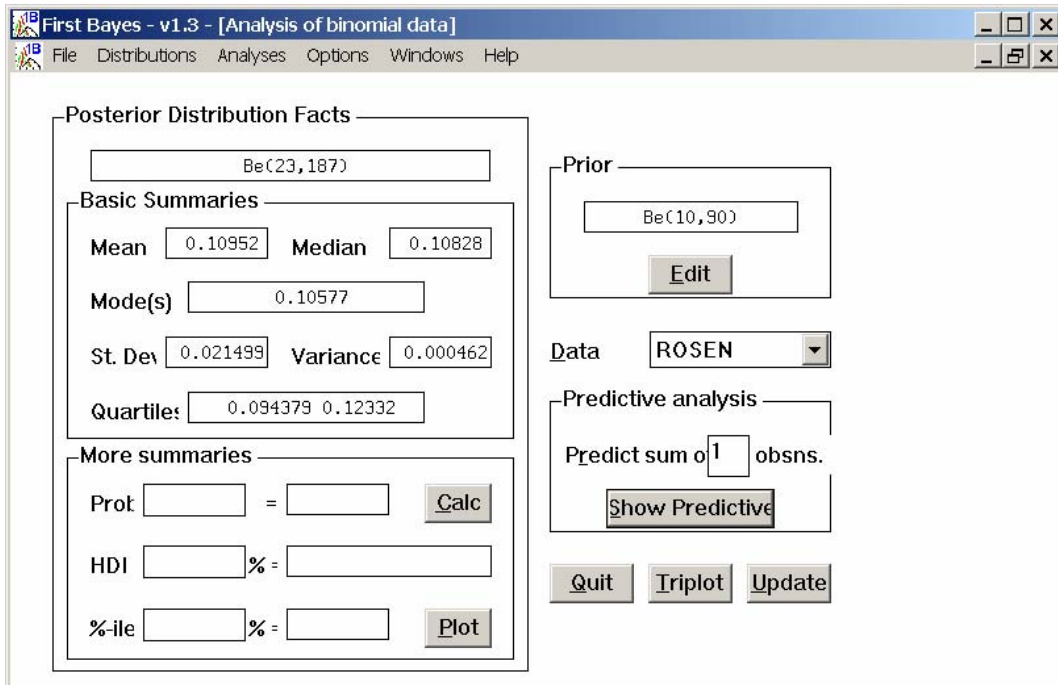 First Bayes - v1.3 - [Analysis of binomial data]
File Distributions Analyses Options Windows Help
Posterior Distribution Facts
Be(23,187)
Basic Summaries
Mean 0.10952 Median 0.10828
Mode(s) 0.10577
St. Dev 0.021499 Variance 0.000462
Quartiles 0.094379 0.12332
More summaries
Prob = Calc
HDI % =
%-ile % = Plot
Prior
Be(10,90)
Edit
Data ROSEN
Predictive analysis
Predict sum of 1 obsns.
Show Predictive
Quit Triplot Update